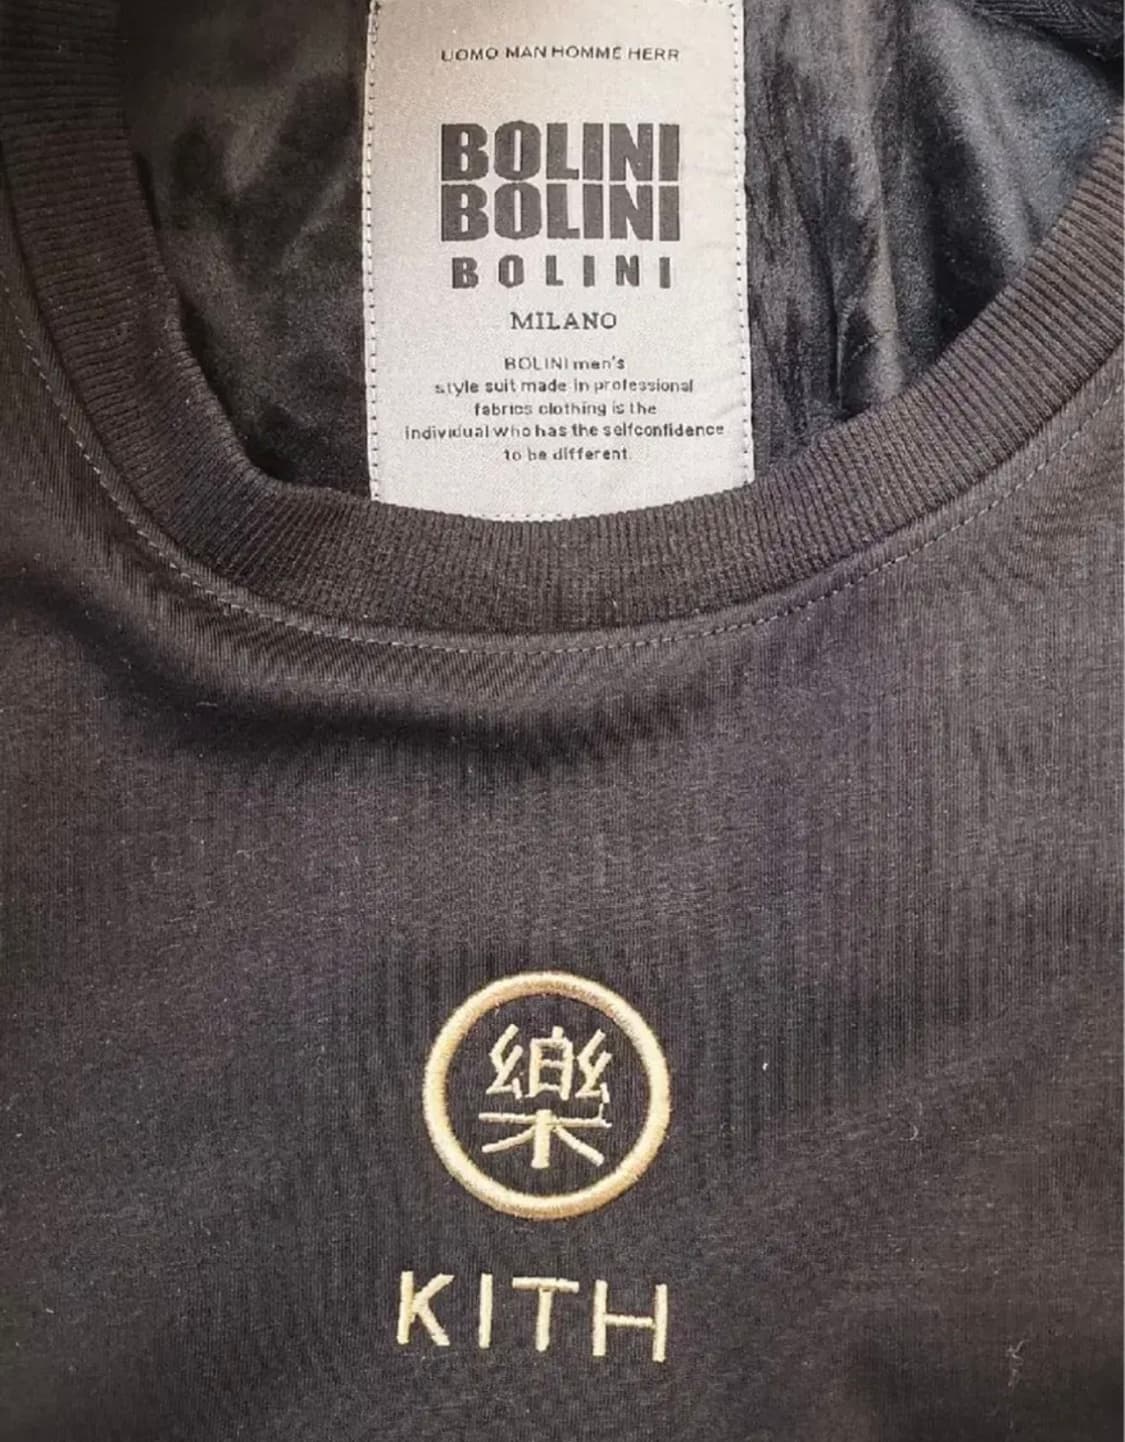 UOMO MAN HOMME HERR
BOLINI
BOLINI
BOLINI
MILANO
BOLINI men's
style suit made in professional
fabrics clothing is the
individual who has the selfconfidence
to be different.
樂
KITH